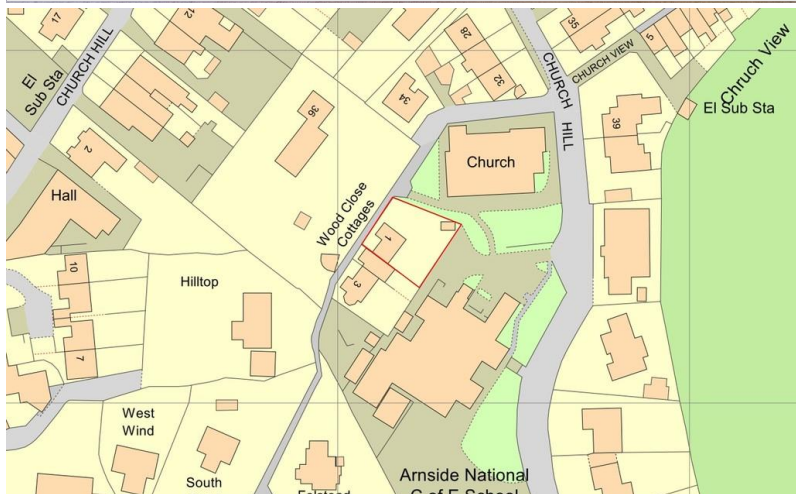 17
El
Sub Sta
CHURCH HILL
12
2
36
34
28
32
CHURCH
HILL
35
CHURCH VIEW
5
Chruch View
39
El Sub Sta
Church
Hall
Wood Close
Cottages
1
3
10
7
Hilltop
West
Wind
South
Arnside National
C of E School